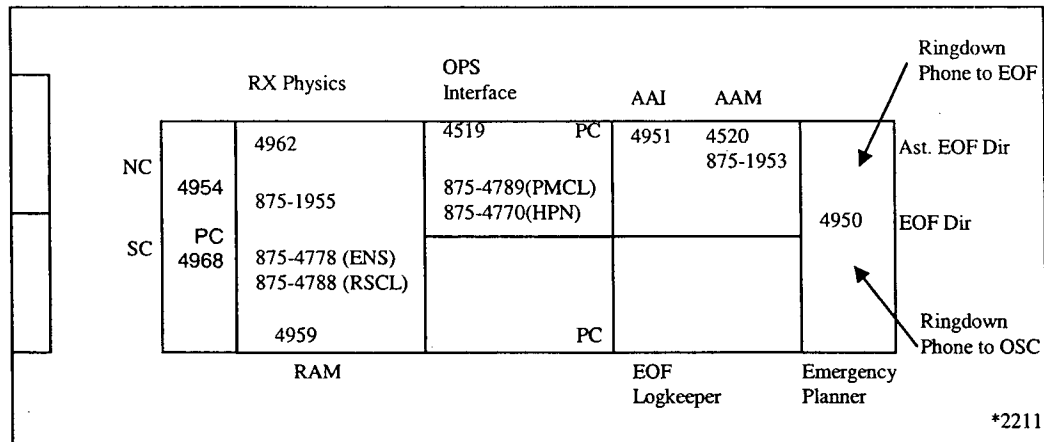 Ringdown
Phone to EOF
OPS
Interface
RX Physics
AAI
AAM
4962
4519
PC
4951
4520
875-1953
Ast. EOF Dir
NC
4954
875-1955
875-4789(PMCL)
875-4770(HPN)
4950
EOF Dir
SC
PC
4968
875-4778 (ENS)
875-4788 (RSCL)
4959
PC
Ringdown
Phone to OSC
RAM
EOF
Logkeeper
Emergency
Planner
*2211